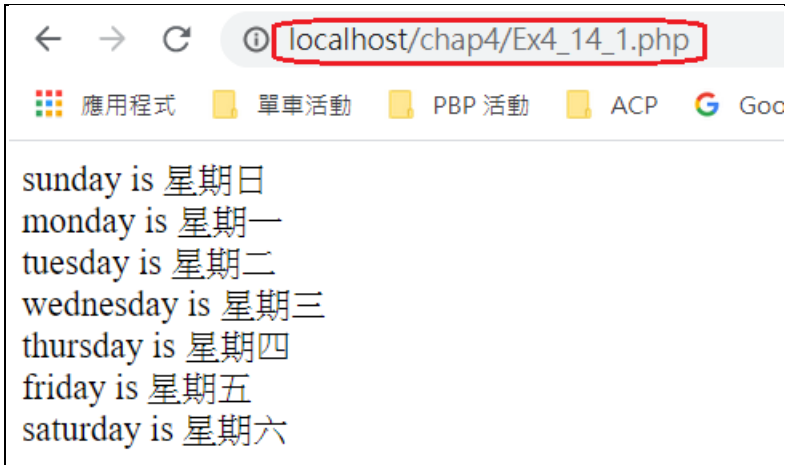 localhost/chap4/Ex4_14_1.php
應用程式 單車活動 PBP 活動 ACP G Goo
sunday is 星期日
monday is 星期一
tuesday is 星期二
wednesday is 星期三
thursday is 星期四
friday is 星期五
saturday is 星期六